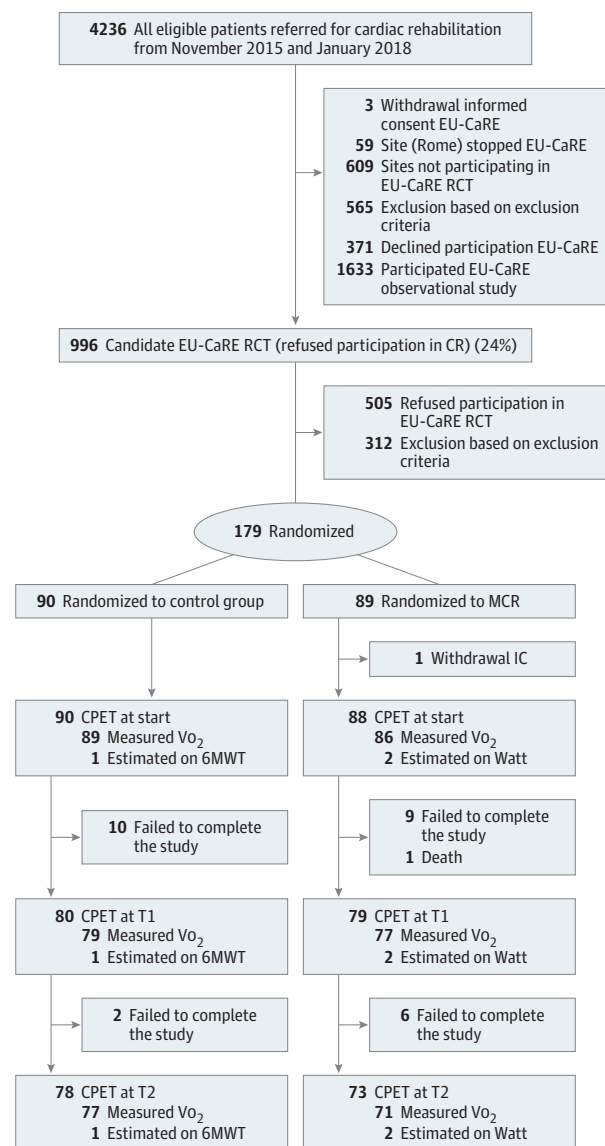 4236 All eligible patients referred for cardiac rehabilitation
from November 2015 and January 2018
3 Withdrawal informed
consent EU-CaRE
59 Site (Rome) stopped EU-CaRE
609 Sites not participating in
EU-CaRE RCT
565 Exclusion based on exclusion
criteria
371 Declined participation EU-CaRE
1633 Participated EU-CaRE
observational study
996 Candidate EU-CaRE RCT (refused participation in CR) (24%)
505 Refused participation in
EU-CaRE RCT
312 Exclusion based on exclusion
criteria
179 Randomized
90 Randomized to control group
89 Randomized to MCR
1 Withdrawal IC
90 CPET at start
89 Measured Vo₂
1 Estimated on 6MWT
88 CPET at start
86 Measured Vo₂
2 Estimated on Watt
10 Failed to complete
the study
9 Failed to complete
the study
1 Death
80 CPET at T1
79 Measured Vo₂
1 Estimated on 6MWT
79 CPET at T1
77 Measured Vo₂
2 Estimated on Watt
2 Failed to complete
the study
6 Failed to complete
the study
78 CPET at T2
77 Measured Vo₂
1 Estimated on 6MWT
73 CPET at T2
71 Measured Vo₂
2 Estimated on Watt